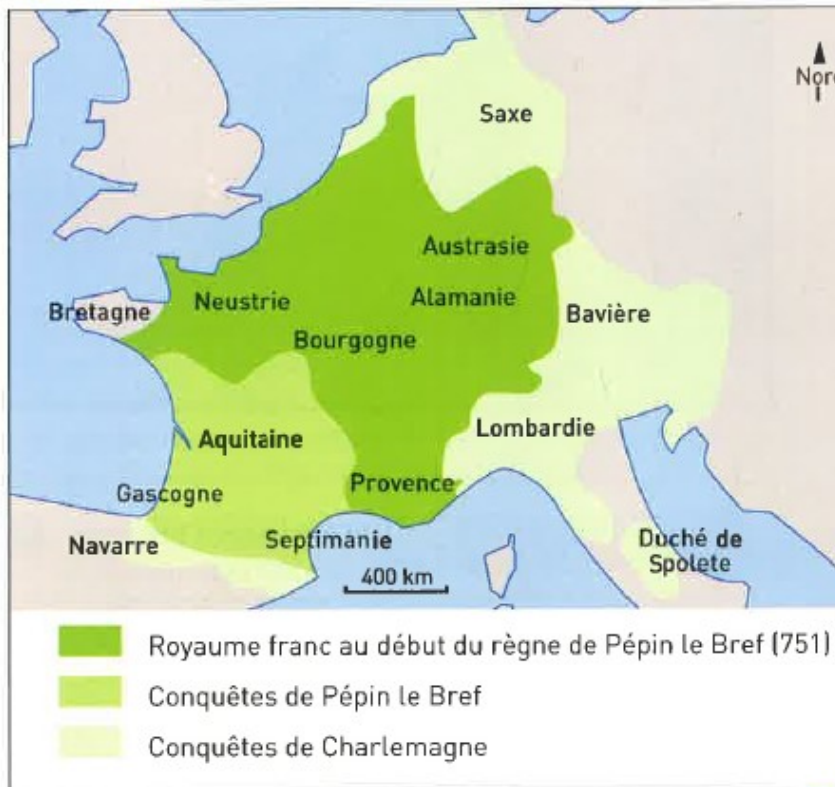 Nord
Saxe
Austrasie
Neustrie
Alamanie
Bretagne
Bavière
Bourgogne
Lombardie
Aquitaine
Provence
Gascogne
Navarre
Septimanie
Duché de
Spolete
400 km
Royaume franc au début du règne de Pépin le Bref (751)
Conquêtes de Pépin le Bref
Conquêtes de Charlemagne